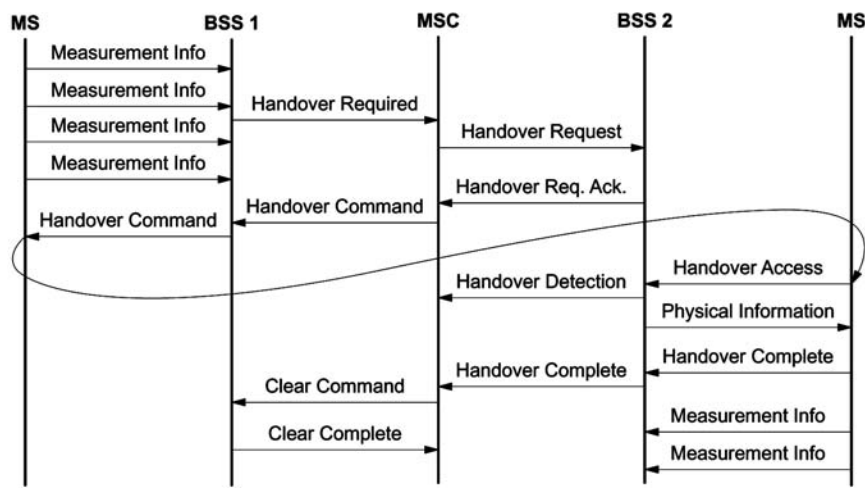 MS BSS 1 MSC BSS 2 MS
Measurement Info
Measurement Info
Handover Required
Measurement Info
Handover Request
Measurement Info
Handover Req. Ack.
Handover Command
Handover Command
Handover Access
Handover Detection
Physical Information
Handover Complete
Handover Complete
Clear Command
Measurement Info
Clear Complete
Measurement Info